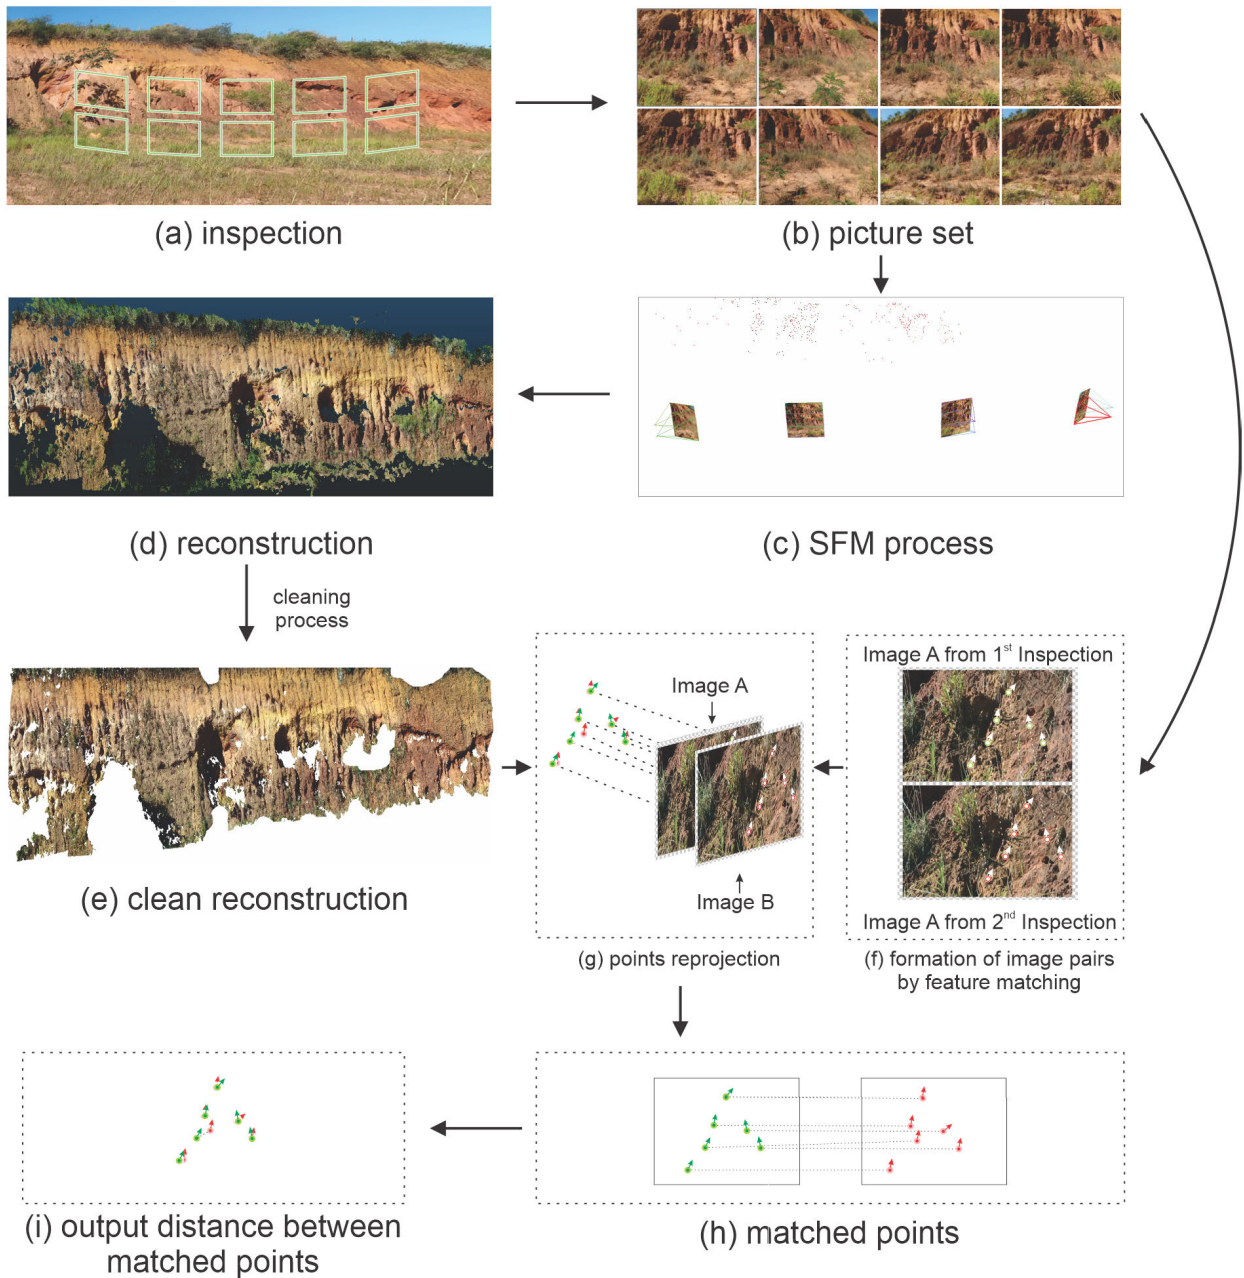 (a) inspection
(b) picture set
(d) reconstruction
(c) SFM process
cleaning
process
Image A
Image B
Image A from 1st Inspection
Image A from 2nd Inspection
(e) clean reconstruction
(g) points reprojection
(f) formation of image pairs
by feature matching
(i) output distance between
matched points
(h) matched points